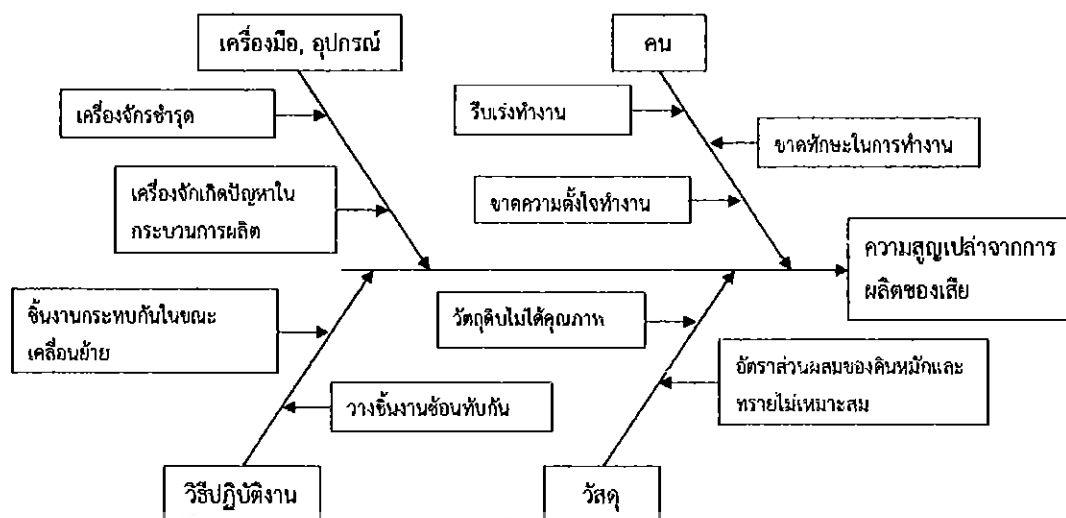 เครื่องมือ, อุปกรณ์
คน
เครื่องจักรชำรุด
รีบเร่งทำงาน
ขาดทักษะในการทำงาน
เครื่องจักเกิดปัญหาใน
กระบวนการผลิต
ขาดความตั้งใจทำงาน
ความสูญเปล่าจากการ
ผลิตของเสีย
ชิ้นงานกระทบกันในขณะ
เคลื่อนย้าย
วัตถุดิบไม่ได้คุณภาพ
อัตราส่วนผสมของดินหมักและ
ทรายไม่เหมาะสม
วางชิ้นงานซ้อนทับกัน
วิธีปฏิบัติงาน
วัสดุ